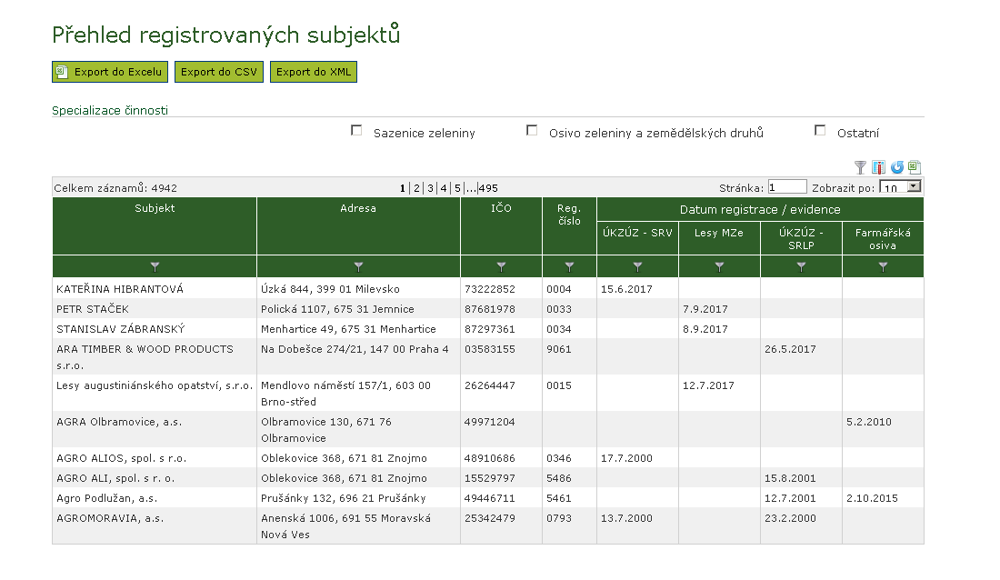 Přehled registrovaných subjektů
Export do Excelu Export do CSV Export do XML
Specializace činnosti
Sazenice zeleniny Osivo zeleniny a zemědělských druhů Ostatní
Celkem záznamů: 4942 1|2|3|4|5|...|495 Stránka: 1 Zobrazit po: 10
Subjekt Adresa IČO Reg. číslo Datum registrace / evidence
ÚKZÚZ - SRV Lesy MZe ÚKZÚZ - SRLP Farmářská osiva
KATEŘINA HIBRANTOVÁ Úzká 844, 399 01 Milevsko 73222852 0004 15.6.2017
PETR STAČEK Polická 1107, 675 31 Jemnice 87681978 0033 7.9.2017
STANISLAV ZÁBRANSKÝ Menhartice 49, 675 31 Menhartice 87297361 0034 8.9.2017
ARA TIMBER & WOOD PRODUCTS Na Dobešce 274/21, 147 00 Praha 4 03583155 9061 26.5.2017
s.r.o.
Lesy augustiniánského opatství, s.r.o. Mendlovo náměstí 157/1, 603 00 26264447 0015 12.7.2017
Brno-střed
AGRA Olbramovice, a.s. Olbramovice 130, 671 76 49971204 5.2.2010
Olbramovice
AGRO ALIOS, spol. s r.o. Oblekovice 368, 671 81 Znojmo 48910686 0346 17.7.2000
AGRO ALI, spol. s r. o. Oblekovice 368, 671 81 Znojmo 15529797 5486 15.8.2001
Agro Podlužan, a.s. Prušánky 132, 696 21 Prušánky 49446711 5461 12.7.2001 2.10.2015
AGROMORAVIA, a.s. Anenská 1006, 691 55 Moravská 25342479 0793 13.7.2000 23.2.2000
Nová Ves